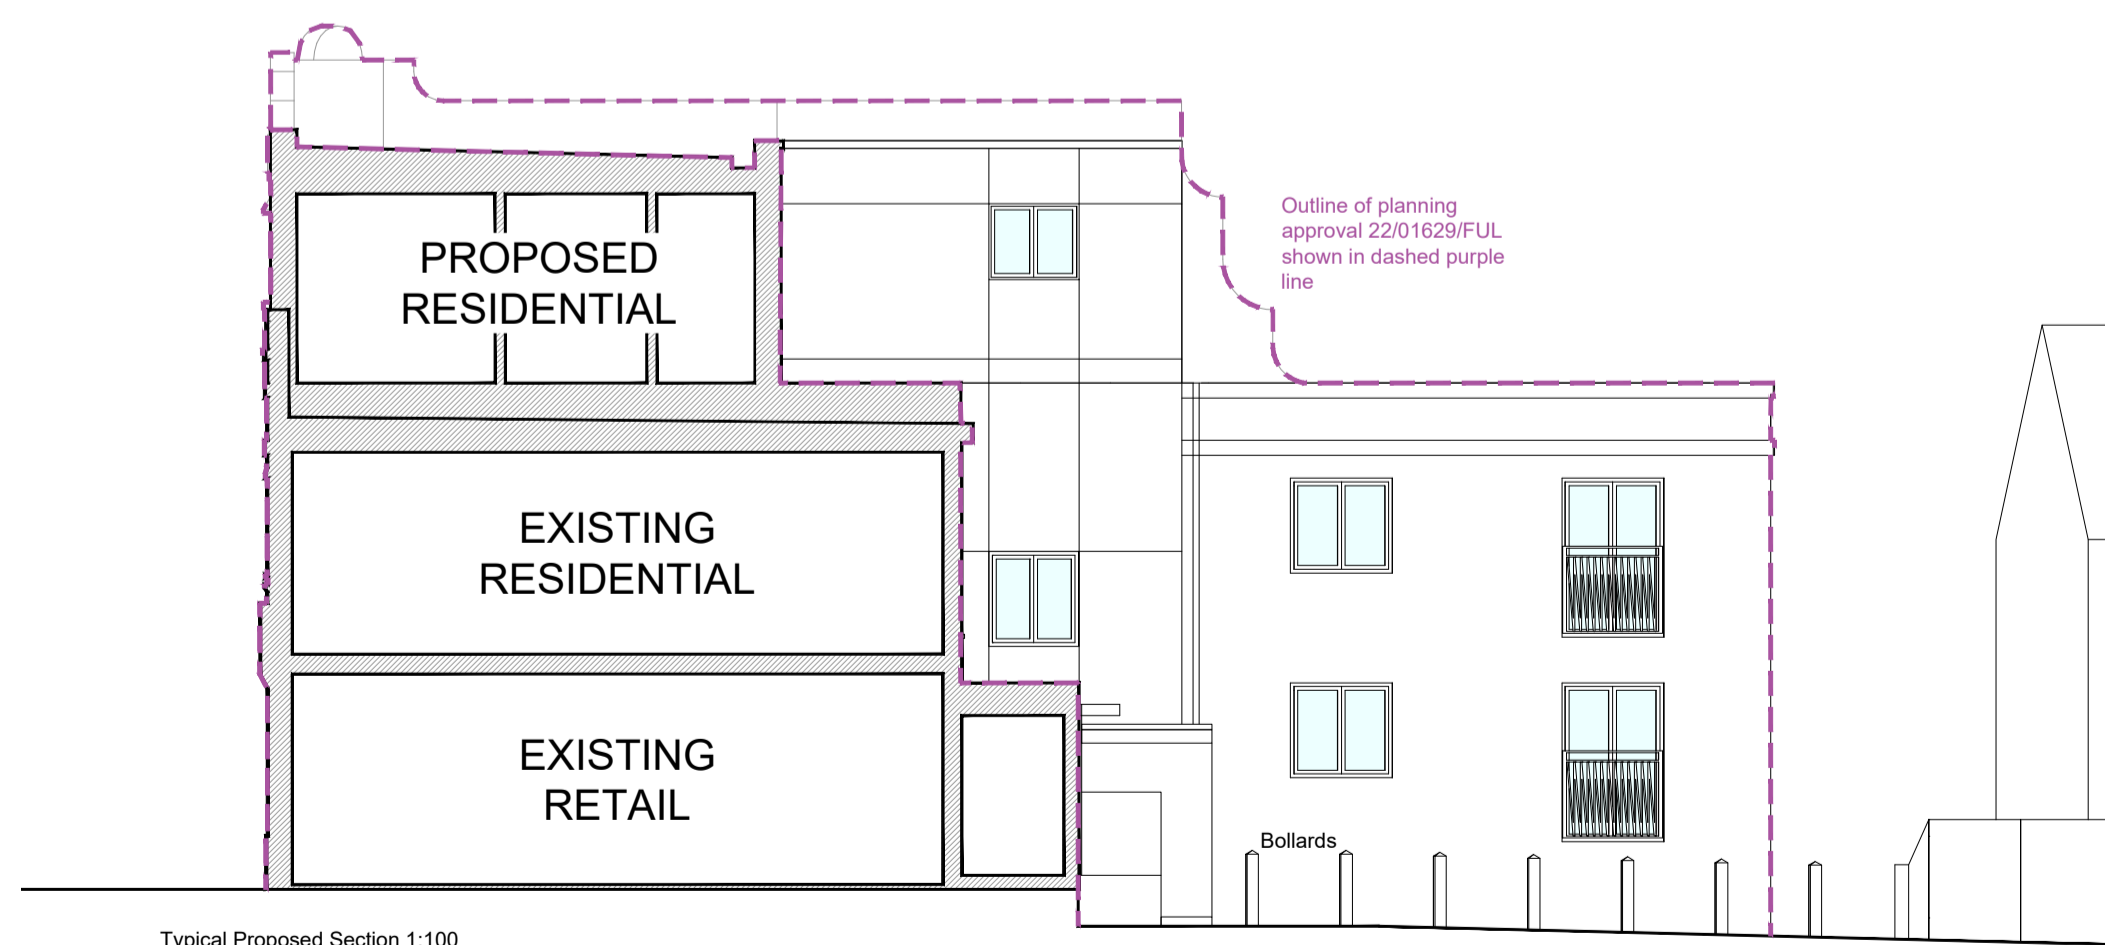 Outline of planning
approval 22/01629/FUL
shown in dashed purple
line
PROPOSED
RESIDENTIAL
EXISTING
RESIDENTIAL
EXISTING
RETAIL
Bollards
Typical Proposed Section 1:100